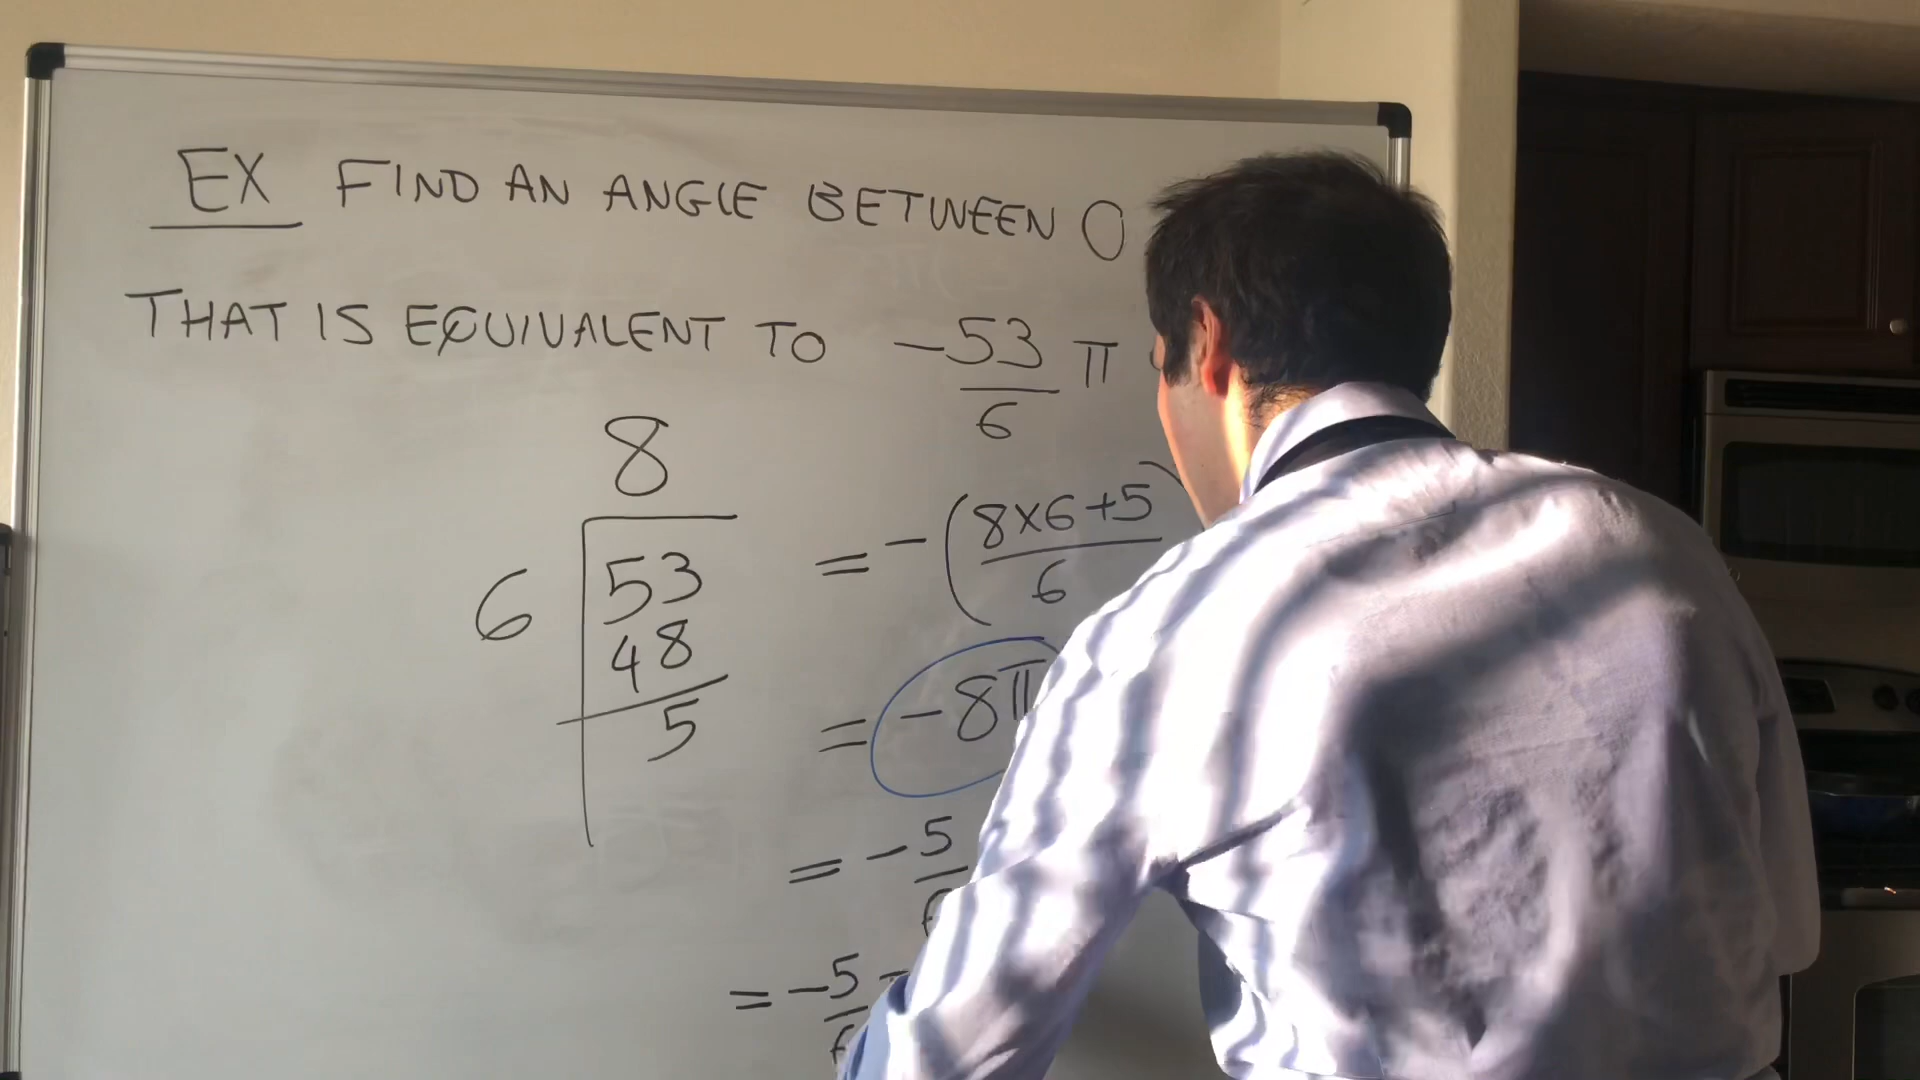 EX FIND AN ANGLE BETWEEN 0
THAT IS EQUIVALENT TO -53/6 π
8
6 53
48
5
= -(8×6+5/6
= -8π
= -5
= -5